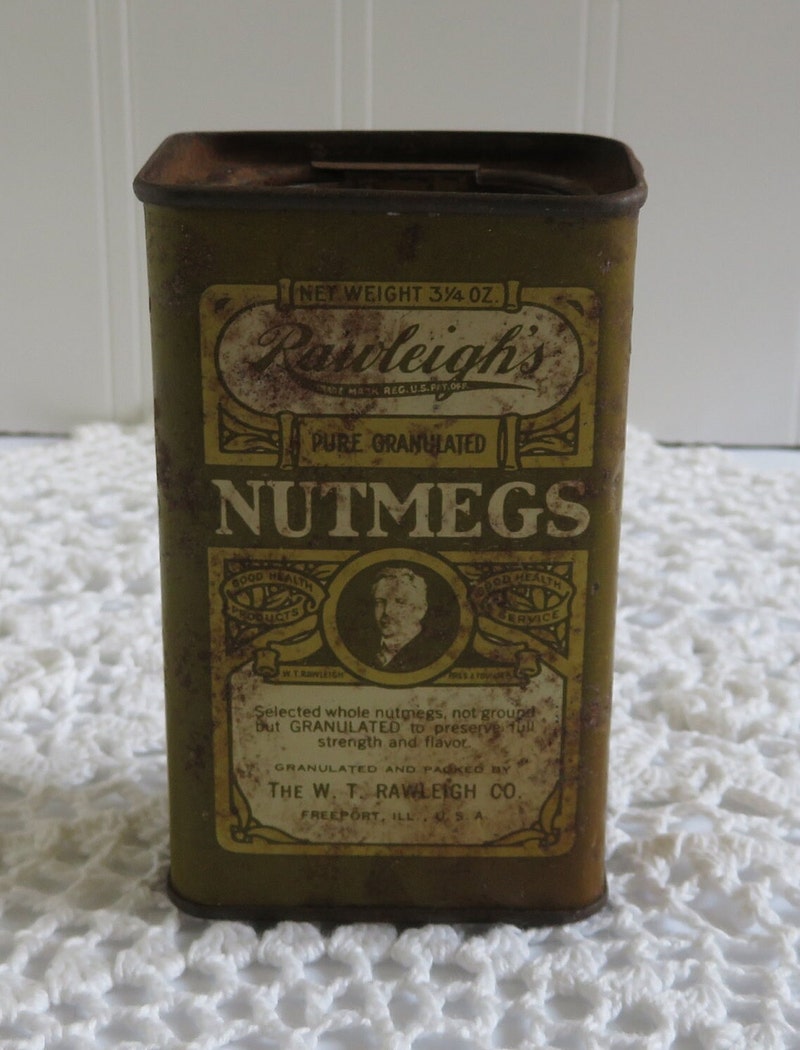 NET WEIGHT 3¼ OZ.
Rawleigh's
TRADE MARK REG. U.S. PAT. OFF.
PURE GRANULATED
NUTMEGS
GOOD HEALTH PRODUCTS
GOOD HEALTH SERVICE
W. T. RAWLEIGH
PRES & FOUNDER
Selected whole nutmegs, not ground
but GRANULATED to preserve full
strength and flavor.
GRANULATED AND PACKED BY
THE W. T. RAWLEIGH CO.
FREEPORT, ILL., U. S. A.